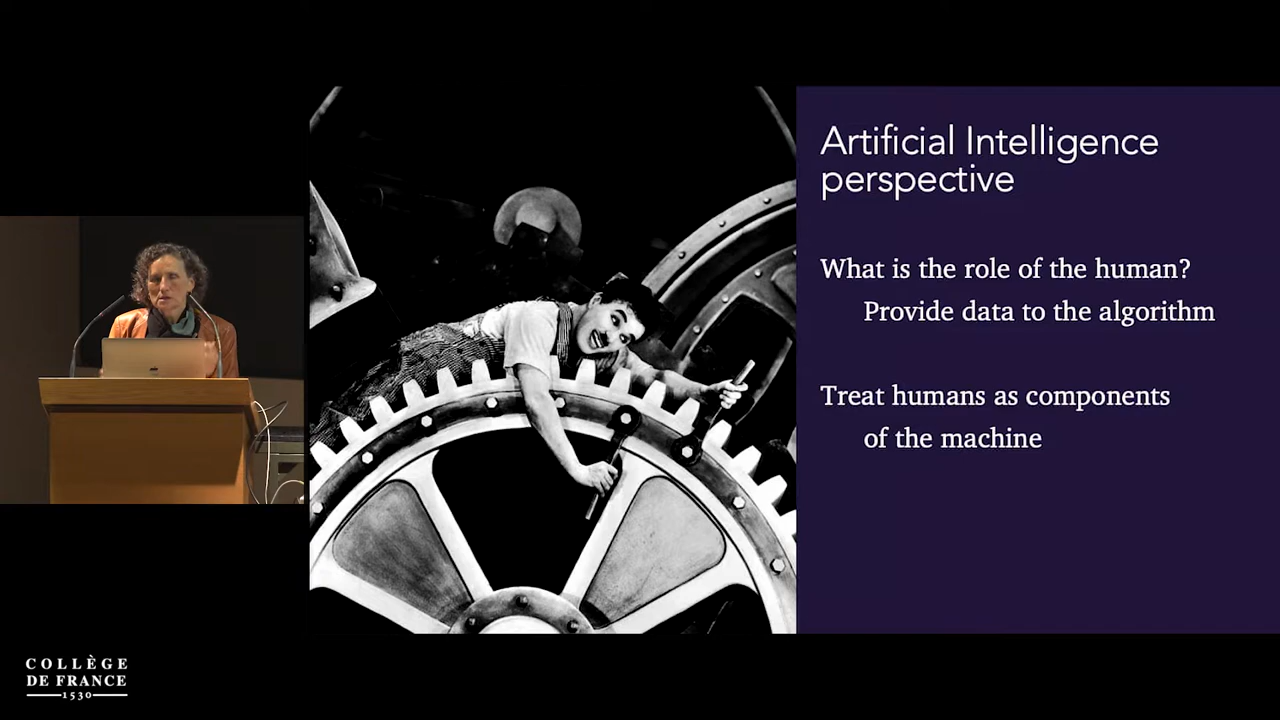 Artificial Intelligence
perspective
What is the role of the human?
Provide data to the algorithm
Treat humans as components
of the machine
COLLÈGE
DE FRANCE
1530